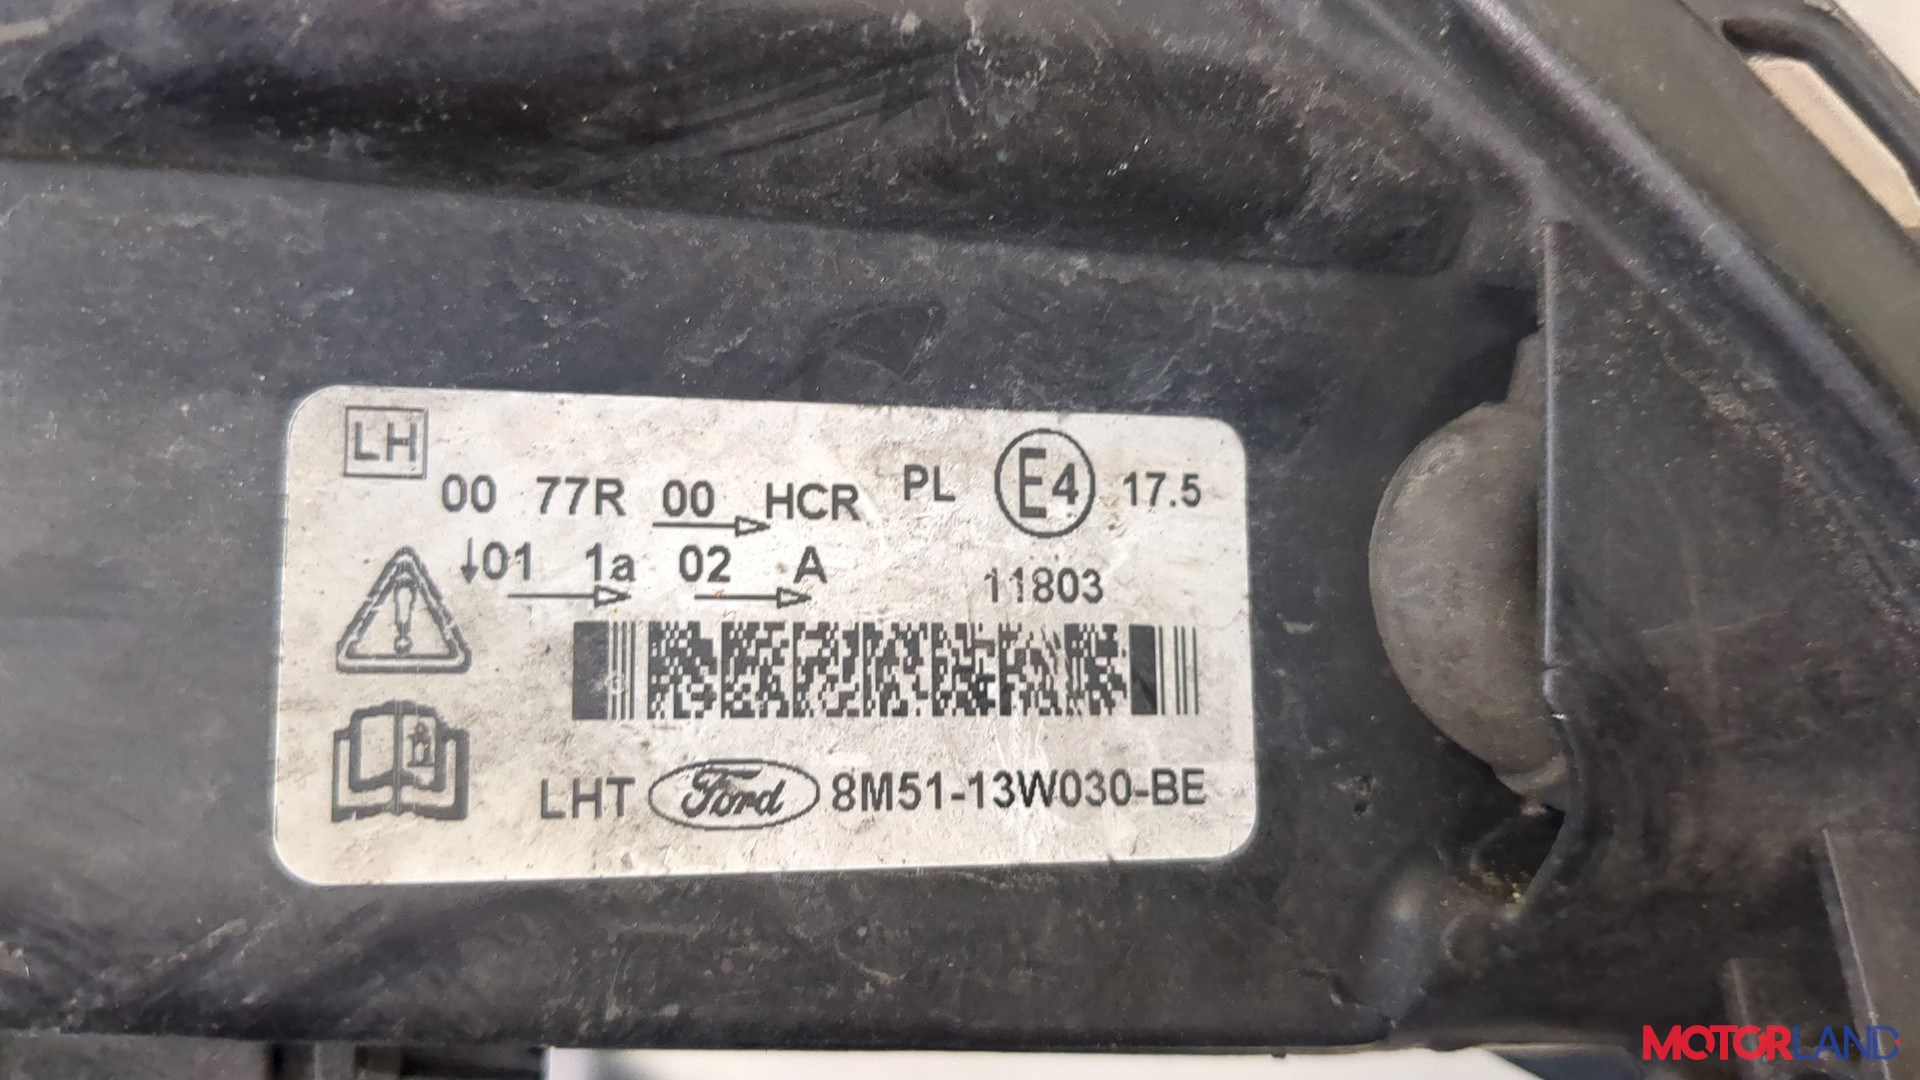 LH
00 77R 00 HCR PL E4 17.5
01 1a 02 A 11803
LHT Ford 8M51-13W030-BE
MOTORLAND